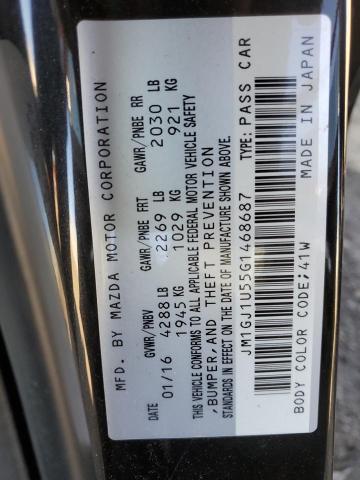 MFD. BY MAZDA MOTOR CORPORATION
GVWR/PNBV GAWR/PNBE FRT GAWR/PNBE RR
DATE
01/16 4288 LB 2269 LB 2030 LB
1945 KG 1029 KG 921 KG
THIS VEHICLE CONFORMS TO ALL APPLICABLE FEDERAL MOTOR VEHICLE SAFETY
,BUMPER,AND THEFT PREVENTION
STANDARDS IN EFFECT ON THE DATE OF MANUFACTURE SHOWN ABOVE.
JM1GJ1U55G1468687 TYPE: PASS CAR
BODY COLOR CODE;41W MADE IN JAPAN